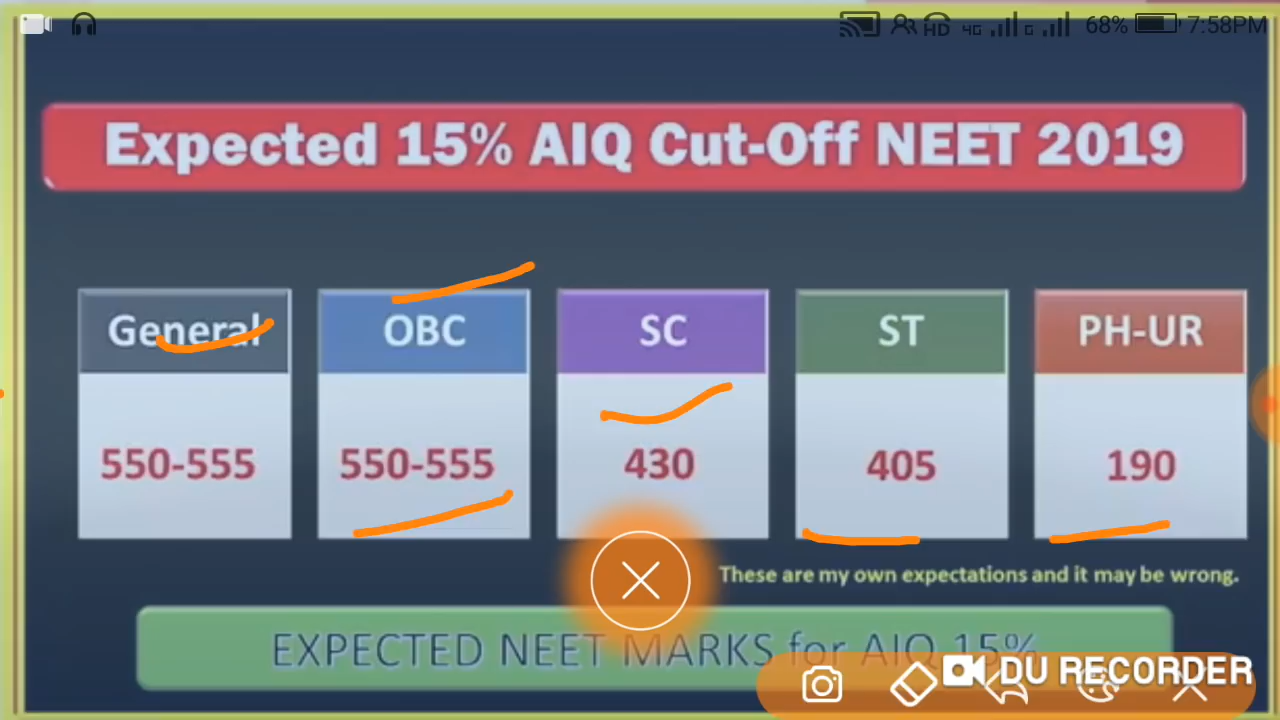 HD 4G G 68% 7:58PM
Expected 15% AIQ Cut-Off NEET 2019
General OBC SC ST PH-UR
550-555 550-555 430 405 190
These are my own expectations and it may be wrong.
EXPECTED NEET MARKS for AIQ 15%
DU RECORDER